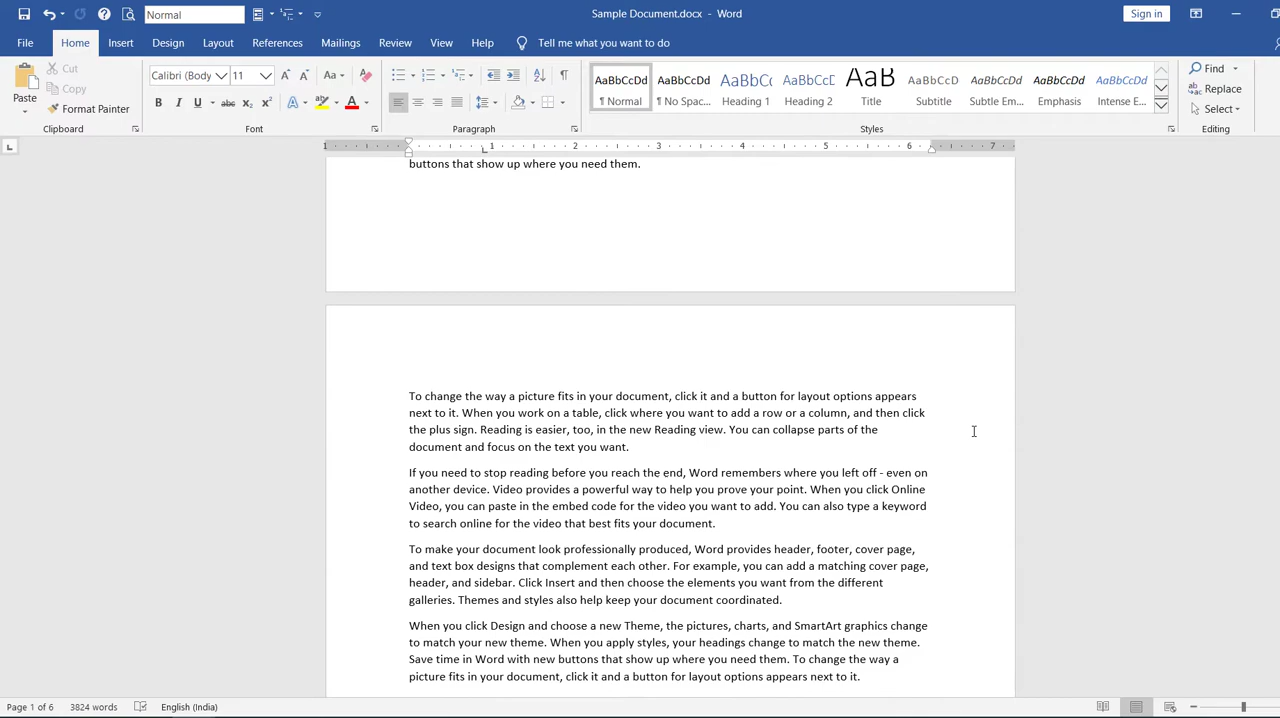 Normal
Sample Document.docx - Word
Sign in
File Home Insert Design Layout References Mailings Review View Help Tell me what you want to do
Paste
Cut
Copy
Format Painter
Clipboard
Calibri (Body 11
Aa
B I U abc x₂ x²
A
Font
Paragraph
AaBbCcDd AaBbCcDd AaBbCc AaBbCcD AaB AaBbCcD AaBbCcDd AaBbCcDd AaBbCcDd
¶ Normal ¶ No Spac... Heading 1 Heading 2 Title Subtitle Subtle Em... Emphasis Intense E...
Styles
Find
Replace
Select
Editing
1 1 2 3 4 5 6 7
buttons that show up where you need them.
To change the way a picture fits in your document, click it and a button for layout options appears
next to it. When you work on a table, click where you want to add a row or a column, and then click
the plus sign. Reading is easier, too, in the new Reading view. You can collapse parts of the
document and focus on the text you want.
If you need to stop reading before you reach the end, Word remembers where you left off - even on
another device. Video provides a powerful way to help you prove your point. When you click Online
Video, you can paste in the embed code for the video you want to add. You can also type a keyword
to search online for the video that best fits your document.
To make your document look professionally produced, Word provides header, footer, cover page,
and text box designs that complement each other. For example, you can add a matching cover page,
header, and sidebar. Click Insert and then choose the elements you want from the different
galleries. Themes and styles also help keep your document coordinated.
When you click Design and choose a new Theme, the pictures, charts, and SmartArt graphics change
to match your new theme. When you apply styles, your headings change to match the new theme.
Save time in Word with new buttons that show up where you need them. To change the way a
picture fits in your document, click it and a button for layout options appears next to it.
Page 1 of 6 3824 words English (India)